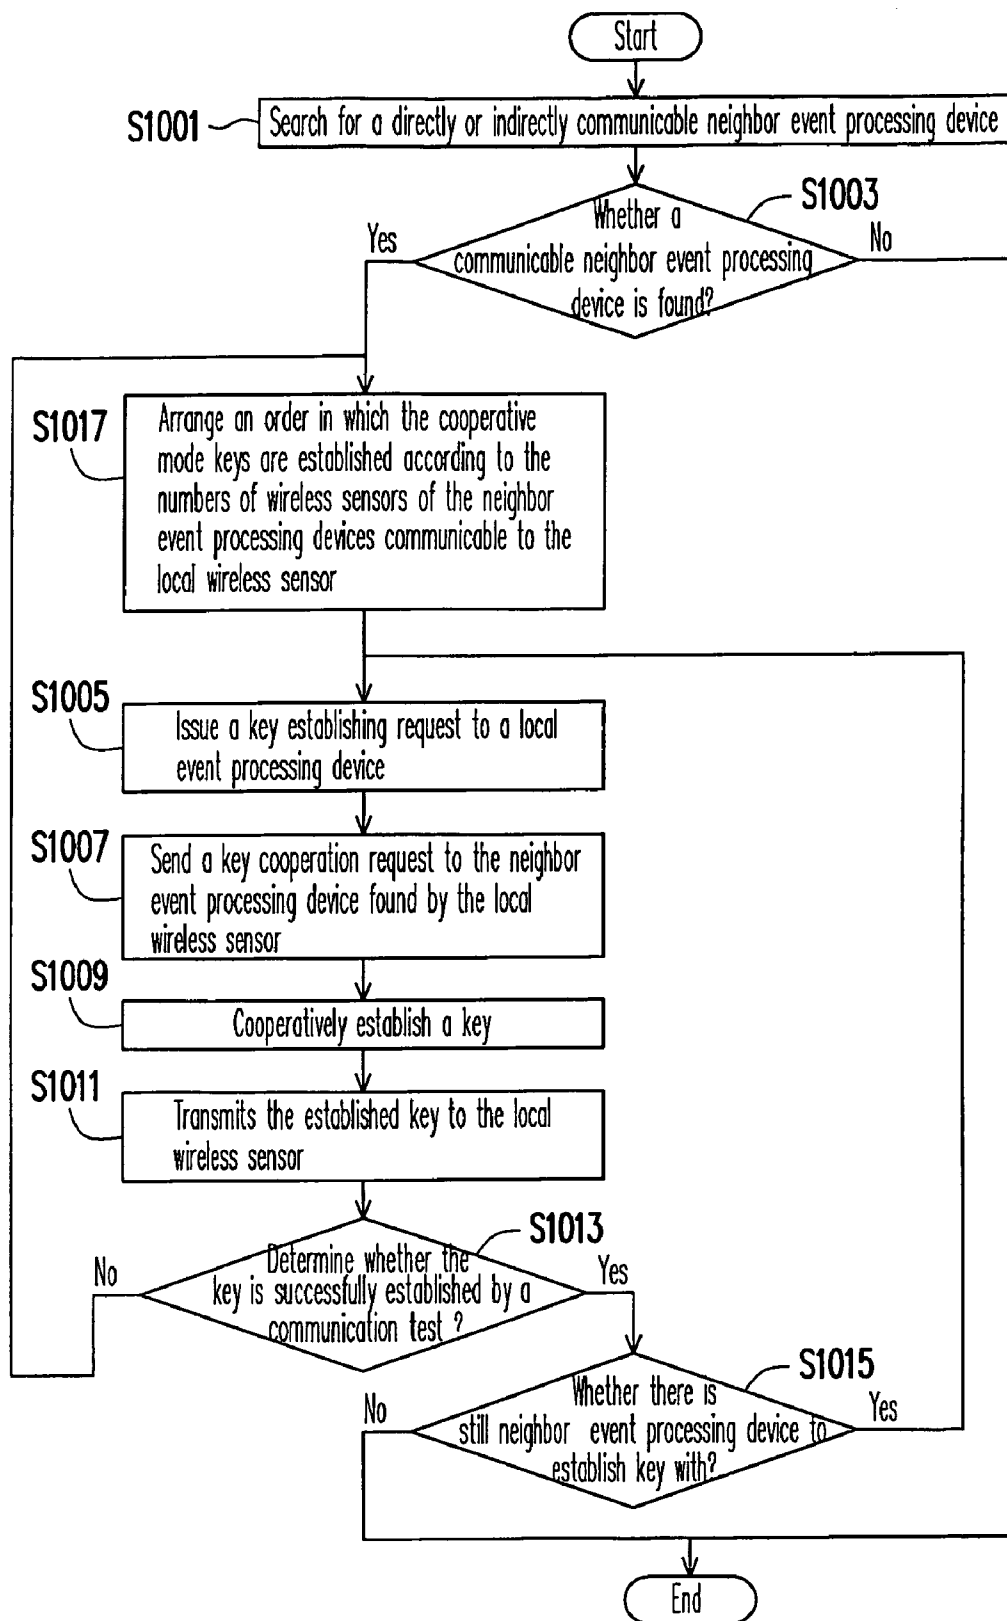 Start
S1001
Search for a directly or indirectly communicable neighbor event processing device
S1003
Whether a
communicable neighbor event processing
device is found?
Yes
No
S1017
Arrange an order in which the cooperative
mode keys are established according to the
numbers of wireless sensors of the neighbor
event processing devices communicable to the
local wireless sensor
S1005
Issue a key establishing request to a local
event processing device
S1007
Send a key cooperation request to the neighbor
event processing device found by the local
wireless sensor
S1009
Cooperatively establish a key
S1011
Transmits the established key to the local
wireless sensor
S1013
Determine whether the
key is successfully established by a
communication test ?
No
Yes
S1015
Whether there is
still neighbor event processing device to
establish key with?
No
Yes
End